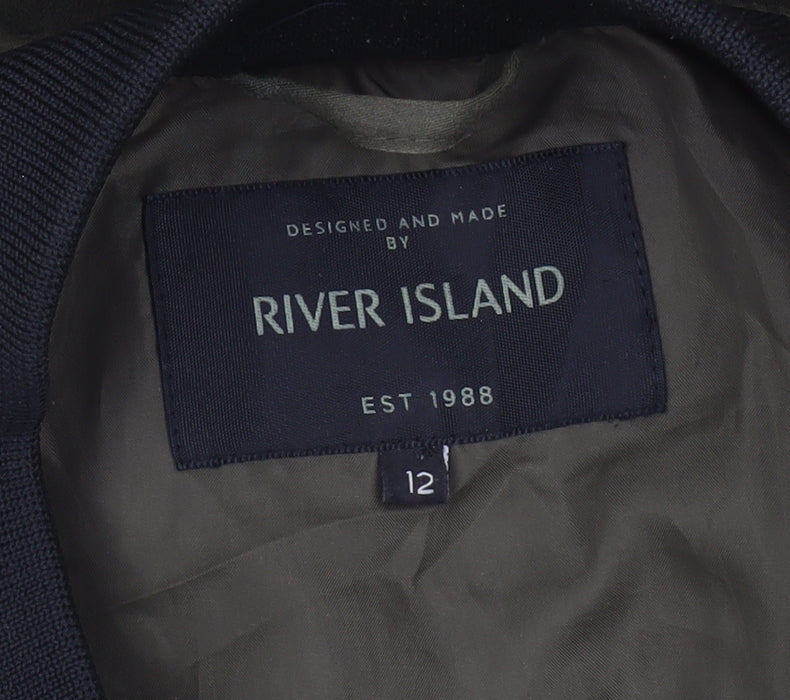 DESIGNED AND MADE
BY
RIVER ISLAND
EST 1988
12